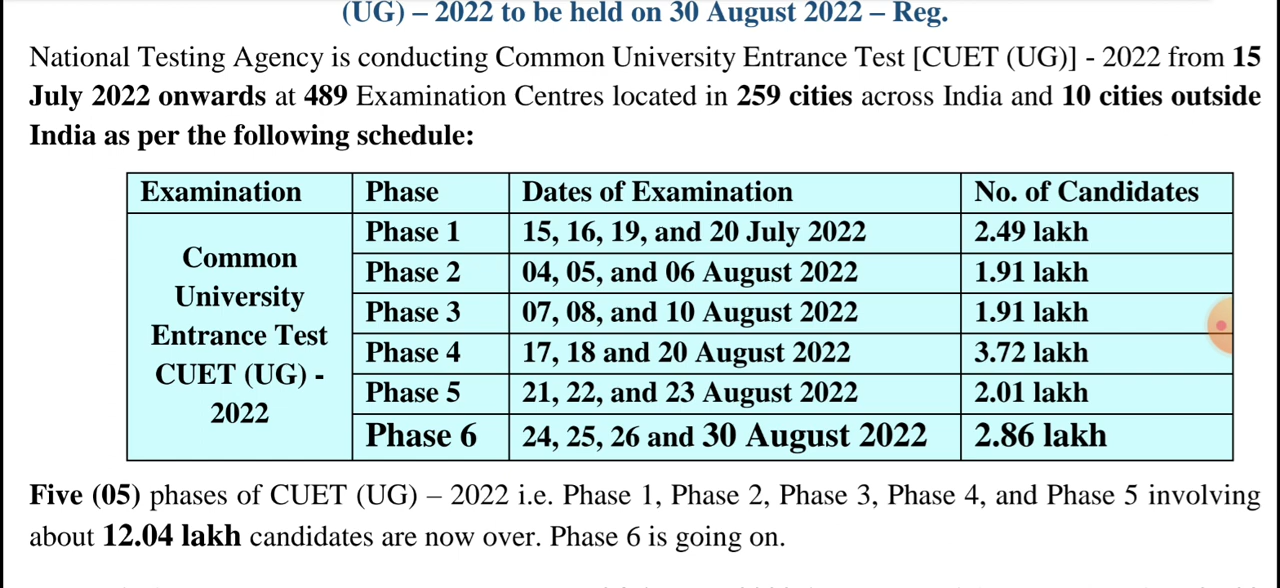 (UG) – 2022 to be held on 30 August 2022 – Reg.
National Testing Agency is conducting Common University Entrance Test [CUET (UG)] - 2022 from 15
July 2022 onwards at 489 Examination Centres located in 259 cities across India and 10 cities outside
India as per the following schedule:
Examination Phase Dates of Examination No. of Candidates
Common
University
Entrance Test
CUET (UG) -
2022
Phase 1 15, 16, 19, and 20 July 2022 2.49 lakh
Phase 2 04, 05, and 06 August 2022 1.91 lakh
Phase 3 07, 08, and 10 August 2022 1.91 lakh
Phase 4 17, 18 and 20 August 2022 3.72 lakh
Phase 5 21, 22, and 23 August 2022 2.01 lakh
Phase 6 24, 25, 26 and 30 August 2022 2.86 lakh
Five (05) phases of CUET (UG) – 2022 i.e. Phase 1, Phase 2, Phase 3, Phase 4, and Phase 5 involving
about 12.04 lakh candidates are now over. Phase 6 is going on.